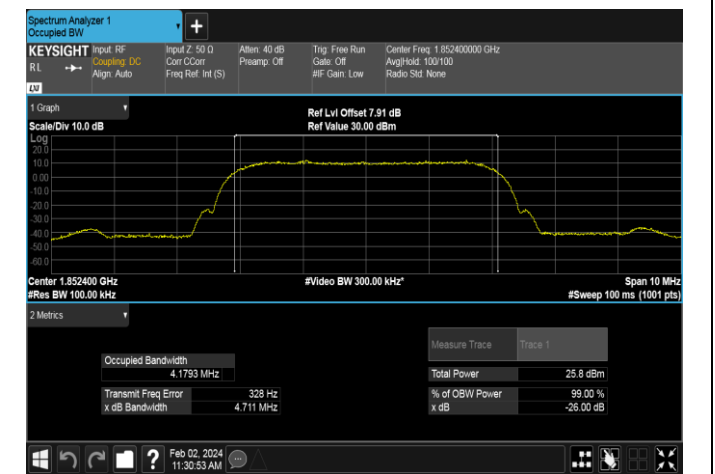 Spectrum Analyzer 1
Occupied BW
+
KEYSIGHT Input: RF Input Z: 50 Ω Atten: 40 dB Trig: Free Run Center Freq: 1.852400000 GHz
RL Coupling: DC Corr CCorr Preamp: Off Gate: Off Avg|Hold: 100/100
Align: Auto Freq Ref: Int (S) #IF Gain: Low Radio Std: None
LXI
1 Graph
Ref Lvl Offset 7.91 dB
Scale/Div 10.0 dB Ref Value 30.00 dBm
Log
20.0
10.0
0.00
-10.0
-20.0
-30.0
-40.0
-50.0
-60.0
Center 1.852400 GHz #Video BW 300.00 kHz* Span 10 MHz
#Res BW 100.00 kHz #Sweep 100 ms (1001 pts)
2 Metrics
Measure Trace Trace 1
Occupied Bandwidth
4.1793 MHz Total Power 25.8 dBm
Transmit Freq Error 328 Hz % of OBW Power 99.00 %
x dB Bandwidth 4.711 MHz x dB -26.00 dB
? Feb 02, 2024
11:30:53 AM